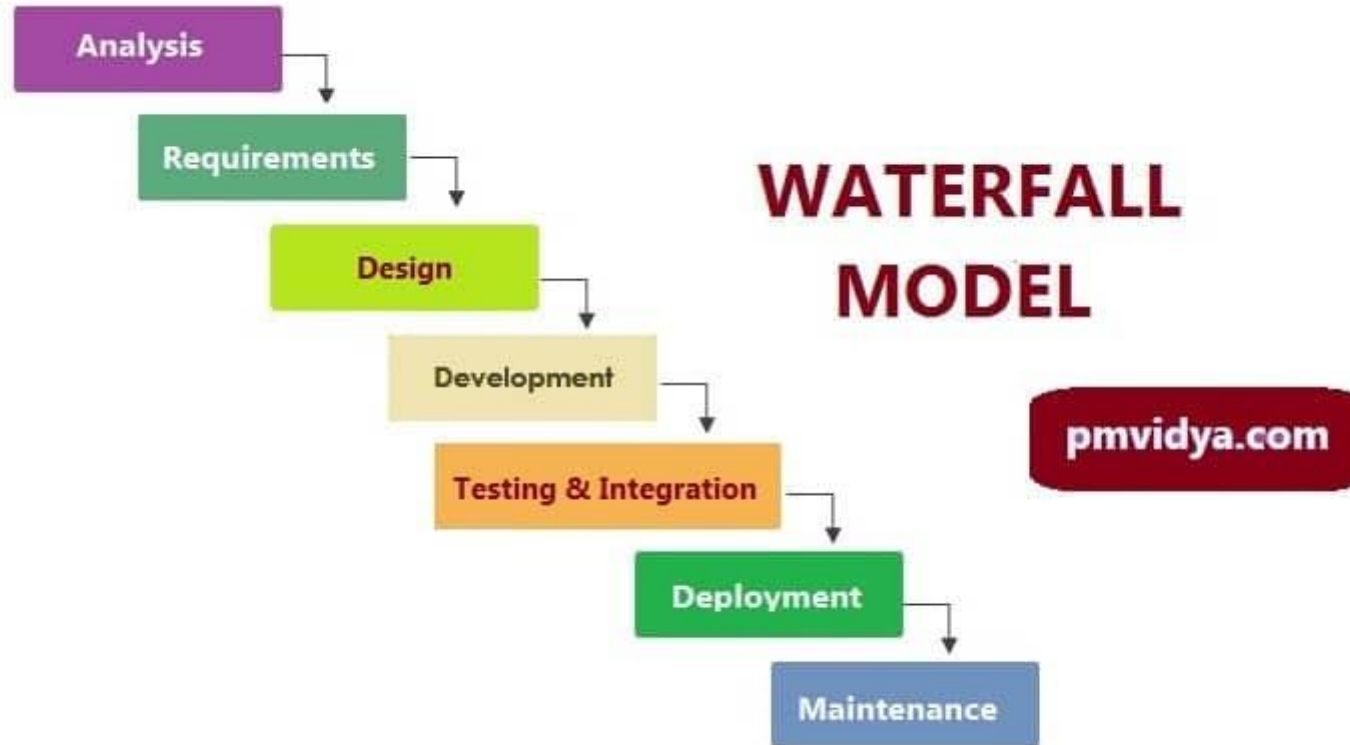 Analysis
Requirements
Design
Development
Testing & Integration
Deployment
Maintenance
WATERFALL
MODEL
pmvidya.com